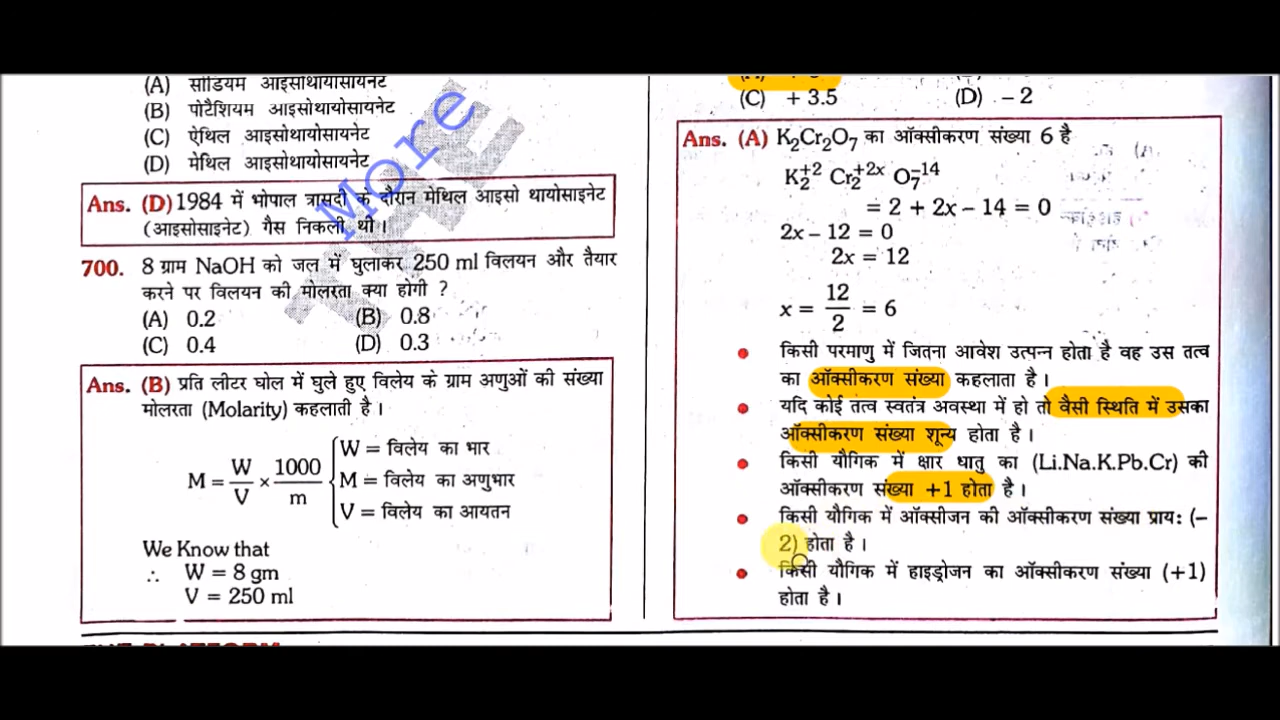 (A) सोडियम आइसोथायोसायनेट
(B) पोटैशियम आइसोथायोसायनेट
(C) ऐथिल आइसोथायोसायनेट
(D) मेथिल आइसोथायोसायनेट
Ans. (D) 1984 में भोपाल त्रासदी के दौरान मेथिल आइसो थायोसाइनेट
(आइसोसाइनेट) गैस निकली थी।
700. 8 ग्राम NaOH को जल में घुलाकर 250 ml विलयन और तैयार
करने पर विलयन की मोलरता क्या होगी ?
(A) 0.2 (B) 0.8
(C) 0.4 (D) 0.3
Ans. (B) प्रति लीटर घोल में घुले हुए विलेय के ग्राम अणुओं की संख्या
मोलरता (Molarity) कहलाती है।
M = W/V × 1000/m
W = विलेय का भार
M = विलेय का अणुभार
V = विलेय का आयतन
We Know that
∴ W = 8 gm
V = 250 ml
More
(C) + 3.5 (D) – 2
Ans. (A) K₂Cr₂O₇ का ऑक्सीकरण संख्या 6 है
K₂⁺² Cr₂⁺²ˣ O₇⁻¹⁴
= 2 + 2x – 14 = 0
2x – 12 = 0
2x = 12
x = 12/2 = 6
• किसी परमाणु में जितना आवेश उत्पन्न होता है वह उस तत्व
का ऑक्सीकरण संख्या कहलाता है।
• यदि कोई तत्व स्वतंत्र अवस्था में हो तो वैसी स्थिति में उसका
ऑक्सीकरण संख्या शून्य होता है।
• किसी यौगिक में क्षार धातु का (Li.Na.K.Pb.Cr) की
ऑक्सीकरण संख्या +1 होता है।
• किसी यौगिक में ऑक्सीजन की ऑक्सीकरण संख्या प्राय: (–
2) होता है।
• किसी यौगिक में हाइड्रोजन का ऑक्सीकरण संख्या (+1)
होता है।